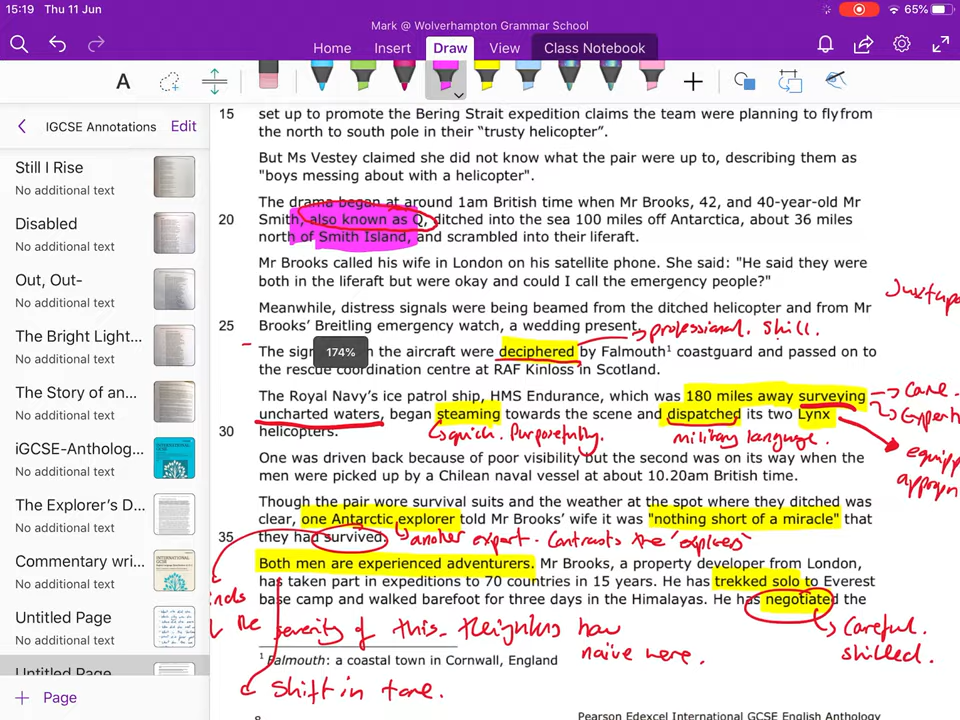 15:19 Thu 11 Jun
Mark @ Wolverhampton Grammar School
65%
Home Insert Draw View Class Notebook
A
IGCSE Annotations Edit
Still I Rise
No additional text
Disabled
No additional text
Out, Out-
No additional text
The Bright Light...
No additional text
The Story of an...
No additional text
iGCSE-Antholog...
No additional text
The Explorer's D...
No additional text
Commentary wri...
No additional text
Untitled Page
No additional text
Untitled Page
Page
15 set up to promote the Bering Strait expedition claims the team were planning to fly from
the north to south pole in their "trusty helicopter".
But Ms Vestey claimed she did not know what the pair were up to, describing them as
"boys messing about with a helicopter".
The drama began at around 1am British time when Mr Brooks, 42, and 40-year-old Mr
20 Smith, also known as Q, ditched into the sea 100 miles off Antarctica, about 36 miles
north of Smith Island, and scrambled into their liferaft.
Mr Brooks called his wife in London on his satellite phone. She said: "He said they were
both in the liferaft but were okay and could I call the emergency people?"
Meanwhile, distress signals were being beamed from the ditched helicopter and from Mr
25 Brooks' Breitling emergency watch, a wedding present.
professional. skill.
The sig 174% the aircraft were deciphered by Falmouth¹ coastguard and passed on to
the rescue coordination centre at RAF Kinloss in Scotland.
The Royal Navy's ice patrol ship, HMS Endurance, which was 180 miles away surveying
care.
uncharted waters, began steaming towards the scene and dispatched its two Lynx
30 helicopters.
quick. Purposefully.
military language.
One was driven back because of poor visibility but the second was on its way when the
men were picked up by a Chilean naval vessel at about 10.20am British time.
Though the pair wore survival suits and the weather at the spot where they ditched was
clear, one Antarctic explorer told Mr Brooks' wife it was "nothing short of a miracle" that
35 they had survived.
another expert. Contrasts the
Both men are experienced adventurers. Mr Brooks, a property developer from London,
has taken part in expeditions to 70 countries in 15 years. He has trekked solo to Everest
base camp and walked barefoot for three days in the Himalayas. He has negotiated the
the severity of this. Heightens how
naive were.
Careful.
skilled.
¹ Falmouth: a coastal town in Cornwall, England
Shift in tone.
8 Pearson Edexcel International GCSE English Anthology